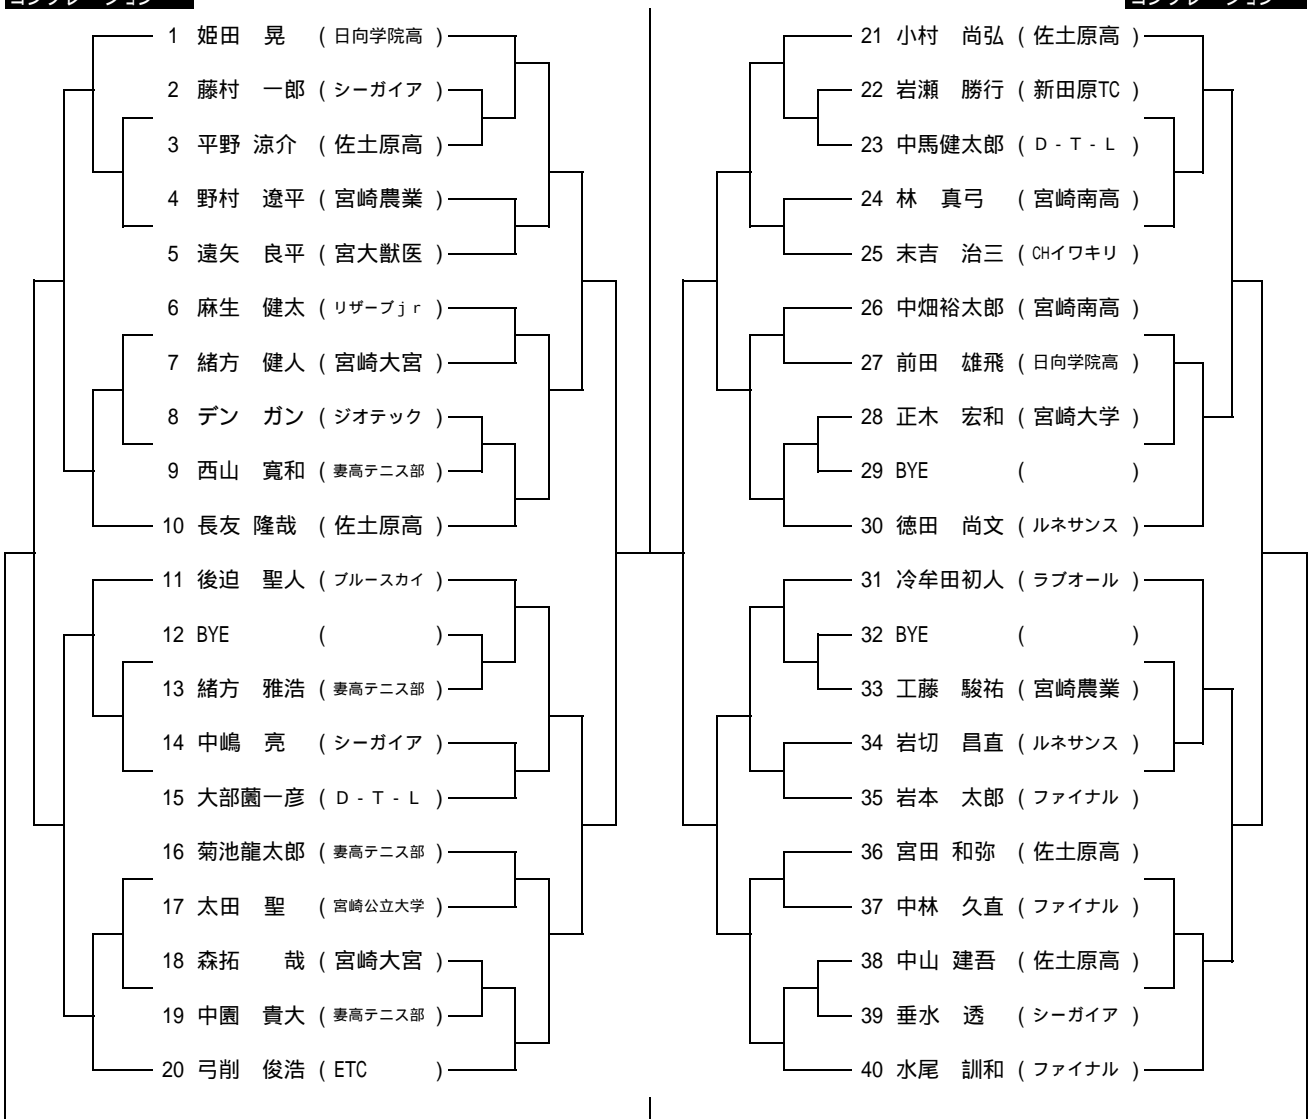 コンソレーション
1 姫田 晃 ( 日向学院高 )
2 藤村 一郎 ( シーガイア )
3 平野 涼介 ( 佐土原高 )
4 野村 遼平 ( 宮崎農業 )
5 遠矢 良平 ( 宮大獣医 )
6 麻生 健太 ( リザーブjr )
7 緒方 健人 ( 宮崎大宮 )
8 デン ガン ( ジオテック )
9 西山 寛和 ( 妻高テニス部 )
10 長友 隆哉 ( 佐土原高 )
11 後迫 聖人 ( ブルースカイ )
12 BYE ( )
13 緒方 雅浩 ( 妻高テニス部 )
14 中嶋 亮 ( シーガイア )
15 大部薗一彦 ( D-T-L )
16 菊池龍太郎 ( 妻高テニス部 )
17 太田 聖 ( 宮崎公立大学 )
18 森拓 哉 ( 宮崎大宮 )
19 中園 貴大 ( 妻高テニス部 )
20 弓削 俊浩 ( ETC )
コンソレーション
21 小村 尚弘 ( 佐土原高 )
22 岩瀬 勝行 ( 新田原TC )
23 中馬健太郎 ( D-T-L )
24 林 真弓 ( 宮崎南高 )
25 末吉 治三 ( CHイワキリ )
26 中畑裕太郎 ( 宮崎南高 )
27 前田 雄飛 ( 日向学院高 )
28 正木 宏和 ( 宮崎大学 )
29 BYE ( )
30 徳田 尚文 ( ルネサンス )
31 冷牟田初人 ( ラブオール )
32 BYE ( )
33 工藤 駿祐 ( 宮崎農業 )
34 岩切 昌直 ( ルネサンス )
35 岩本 太郎 ( ファイナル )
36 宮田 和弥 ( 佐土原高 )
37 中林 久直 ( ファイナル )
38 中山 建吾 ( 佐土原高 )
39 垂水 透 ( シーガイア )
40 水尾 訓和 ( ファイナル )